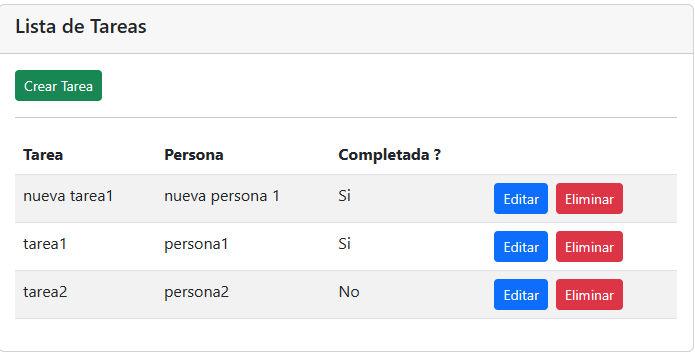 Lista de Tareas
Crear Tarea
Tarea Persona Completada ?
nueva tarea1 nueva persona 1 Si Editar Eliminar
tarea1 persona1 Si Editar Eliminar
tarea2 persona2 No Editar Eliminar